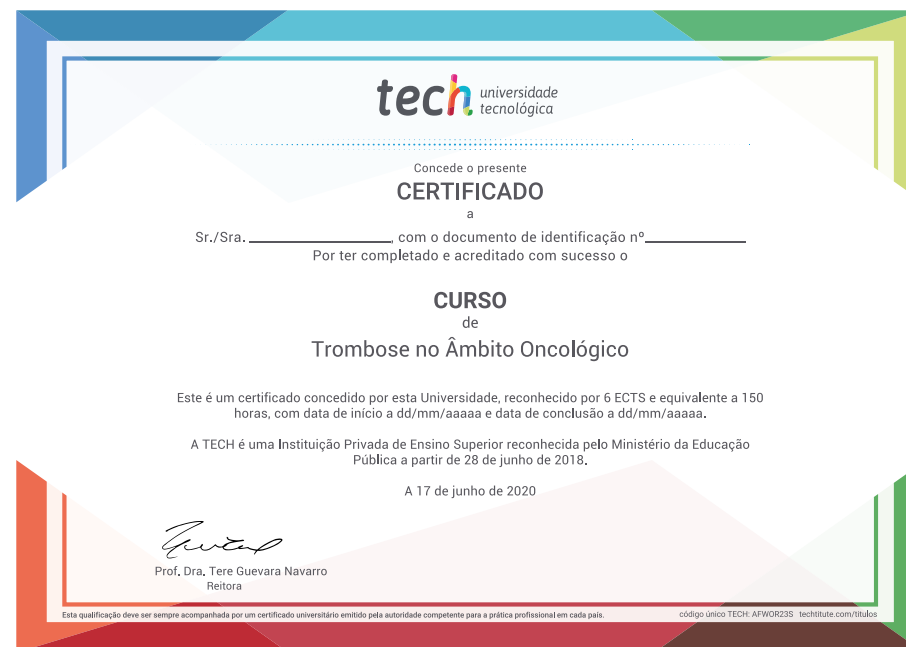 tech universidade
tecnológica
Concede o presente
CERTIFICADO
a
Sr./Sra. ________________, com o documento de identificação nº____________
Por ter completado e acreditado com sucesso o
CURSO
de
Trombose no Âmbito Oncológico
Este é um certificado concedido por esta Universidade, reconhecido por 6 ECTS e equivalente a 150
horas, com data de início a dd/mm/aaaaa e data de conclusão a dd/mm/aaaaa.
A TECH é uma Instituição Privada de Ensino Superior reconhecida pelo Ministério da Educação
Pública a partir de 28 de junho de 2018.
A 17 de junho de 2020
Prof. Dra. Tere Guevara Navarro
Reitora
Esta qualificação deve ser sempre acompanhada por um certificado universitário emitido pela autoridade competente para a prática profissional em cada país.
código único TECH: AFWOR23S techtitute.com/titulos